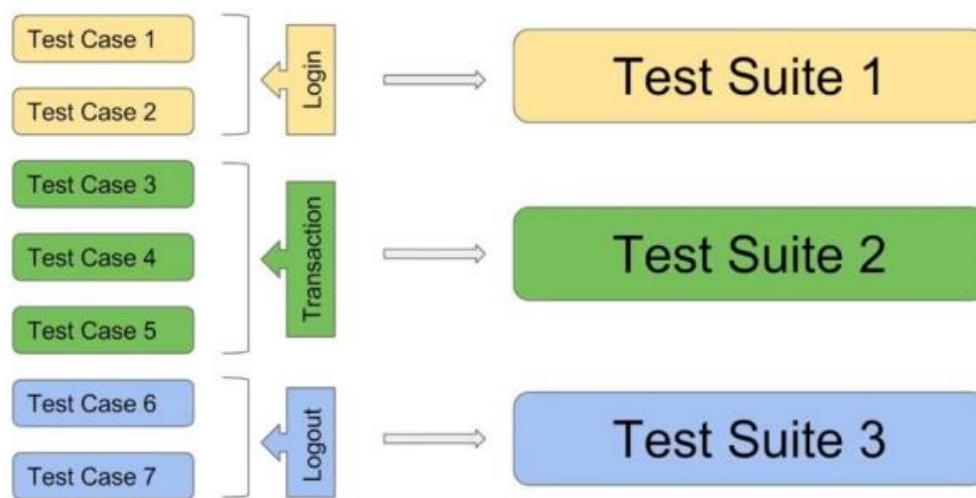 Test Case 1
Test Case 2
Login
Test Suite 1
Test Case 3
Test Case 4
Test Case 5
Transaction
Test Suite 2
Test Case 6
Test Case 7
Logout
Test Suite 3